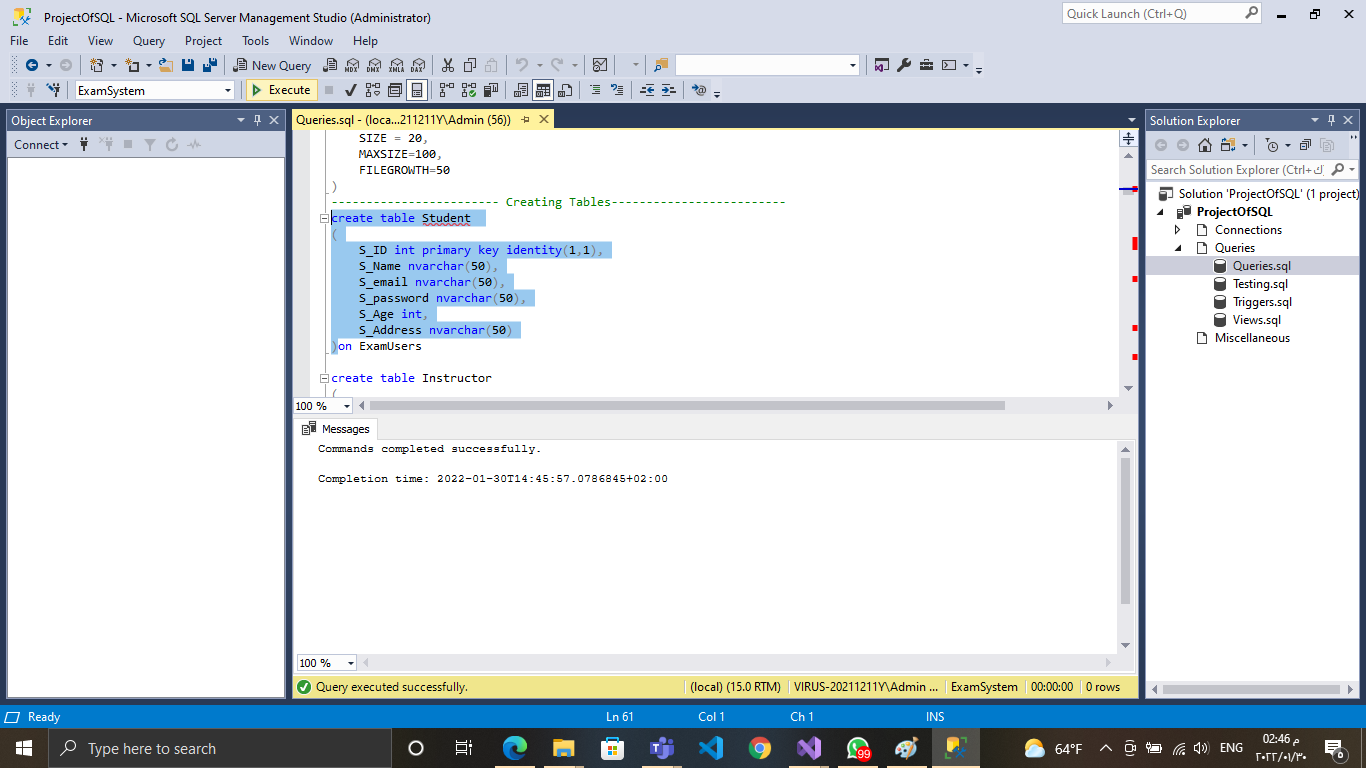 ProjectOfSQL - Microsoft SQL Server Management Studio (Administrator)
Quick Launch (Ctrl+Q)
File Edit View Query Project Tools Window Help
New Query MDX DMX XMLA DAX
ExamSystem Execute
Object Explorer
Connect
Queries.sql - (loca...211211Y\Admin (56))
SIZE = 20,
MAXSIZE=100,
FILEGROWTH=50
)
------------------------ Creating Tables-------------------------
create table Student
(
S_ID int primary key identity(1,1),
S_Name nvarchar(50),
S_email nvarchar(50),
S_password nvarchar(50),
S_Age int,
S_Address nvarchar(50)
)on ExamUsers
create table Instructor
(
100 %
Messages
Commands completed successfully.
Completion time: 2022-01-30T14:45:57.0786845+02:00
100 %
Query executed successfully. (local) (15.0 RTM) VIRUS-20211211Y\Admin ... ExamSystem 00:00:00 0 rows
Solution Explorer
Search Solution Explorer (Ctrl+ك)
Solution 'ProjectOfSQL' (1 project)
ProjectOfSQL
Connections
Queries
Queries.sql
Testing.sql
Triggers.sql
Views.sql
Miscellaneous
Ready Ln 61 Col 1 Ch 1 INS
Type here to search
99
64°F
ENG
02:46 م
٢٠٢٢/٠١/٣٠
8